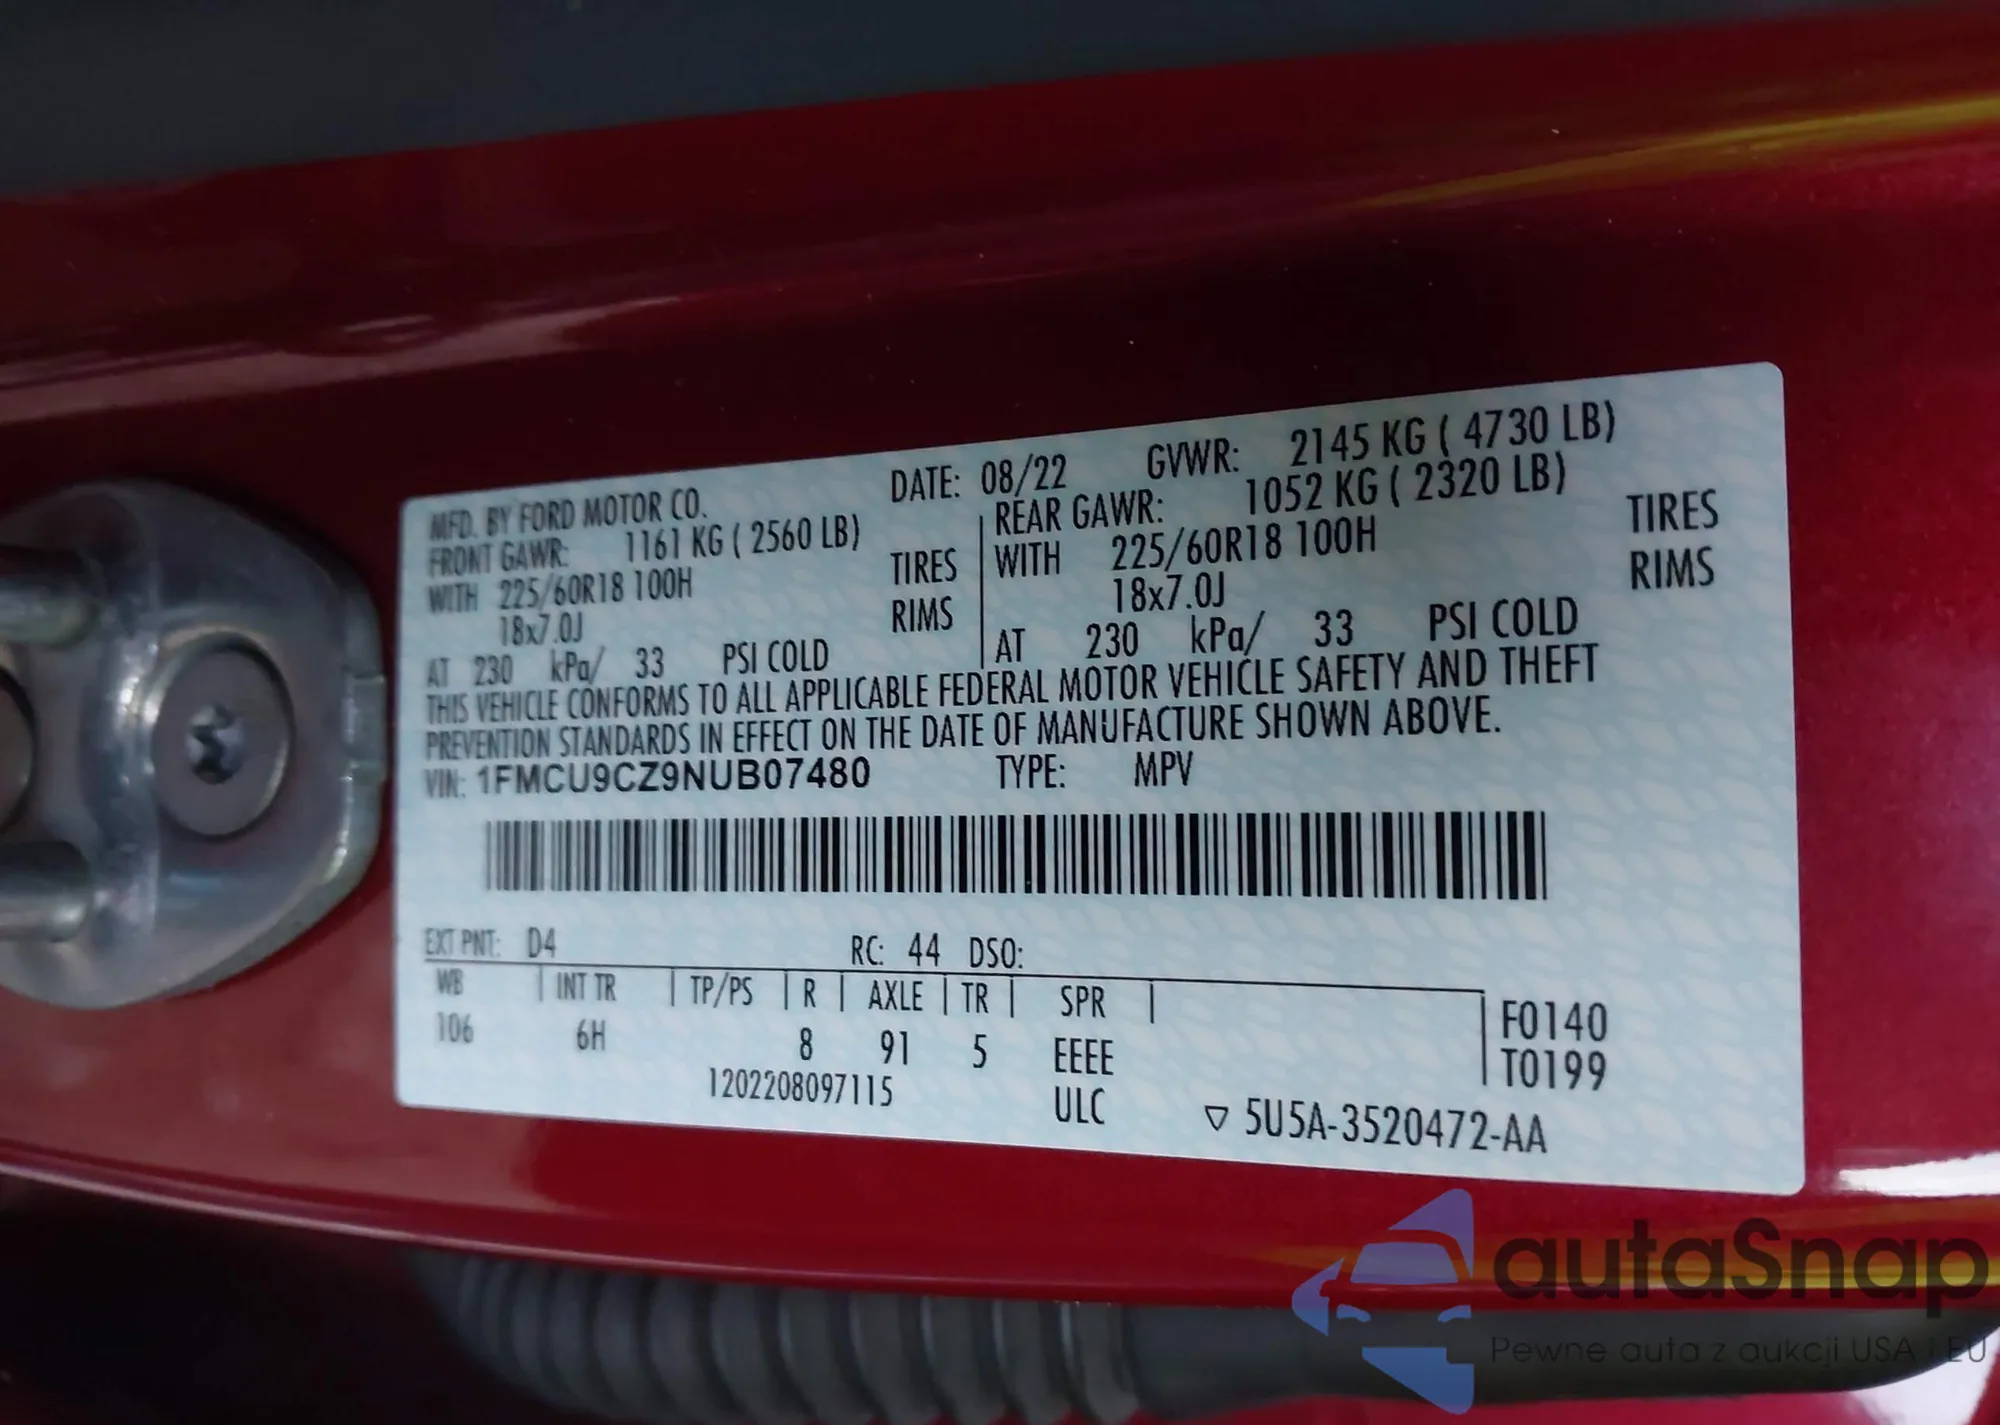 MFD. BY FORD MOTOR CO. DATE: 08/22 GVWR: 2145 KG ( 4730 LB)
FRONT GAWR: 1161 KG ( 2560 LB) REAR GAWR: 1052 KG ( 2320 LB)
WITH 225/60R18 100H TIRES WITH 225/60R18 100H TIRES
18x7.0J RIMS 18x7.0J RIMS
AT 230 kPa/ 33 PSI COLD AT 230 kPa/ 33 PSI COLD
THIS VEHICLE CONFORMS TO ALL APPLICABLE FEDERAL MOTOR VEHICLE SAFETY AND THEFT
PREVENTION STANDARDS IN EFFECT ON THE DATE OF MANUFACTURE SHOWN ABOVE.
VIN: 1FMCU9CZ9NUB07480 TYPE: MPV
EXT PNT: D4 RC: 44 DSO:
WB INT TR TP/PS R AXLE TR SPR F0140
106 6H 8 91 5 EEEE T0199
1202208097115 ULC 5U5A-3520472-AA
autaSnap
Pewne auta z aukcji USA i EU